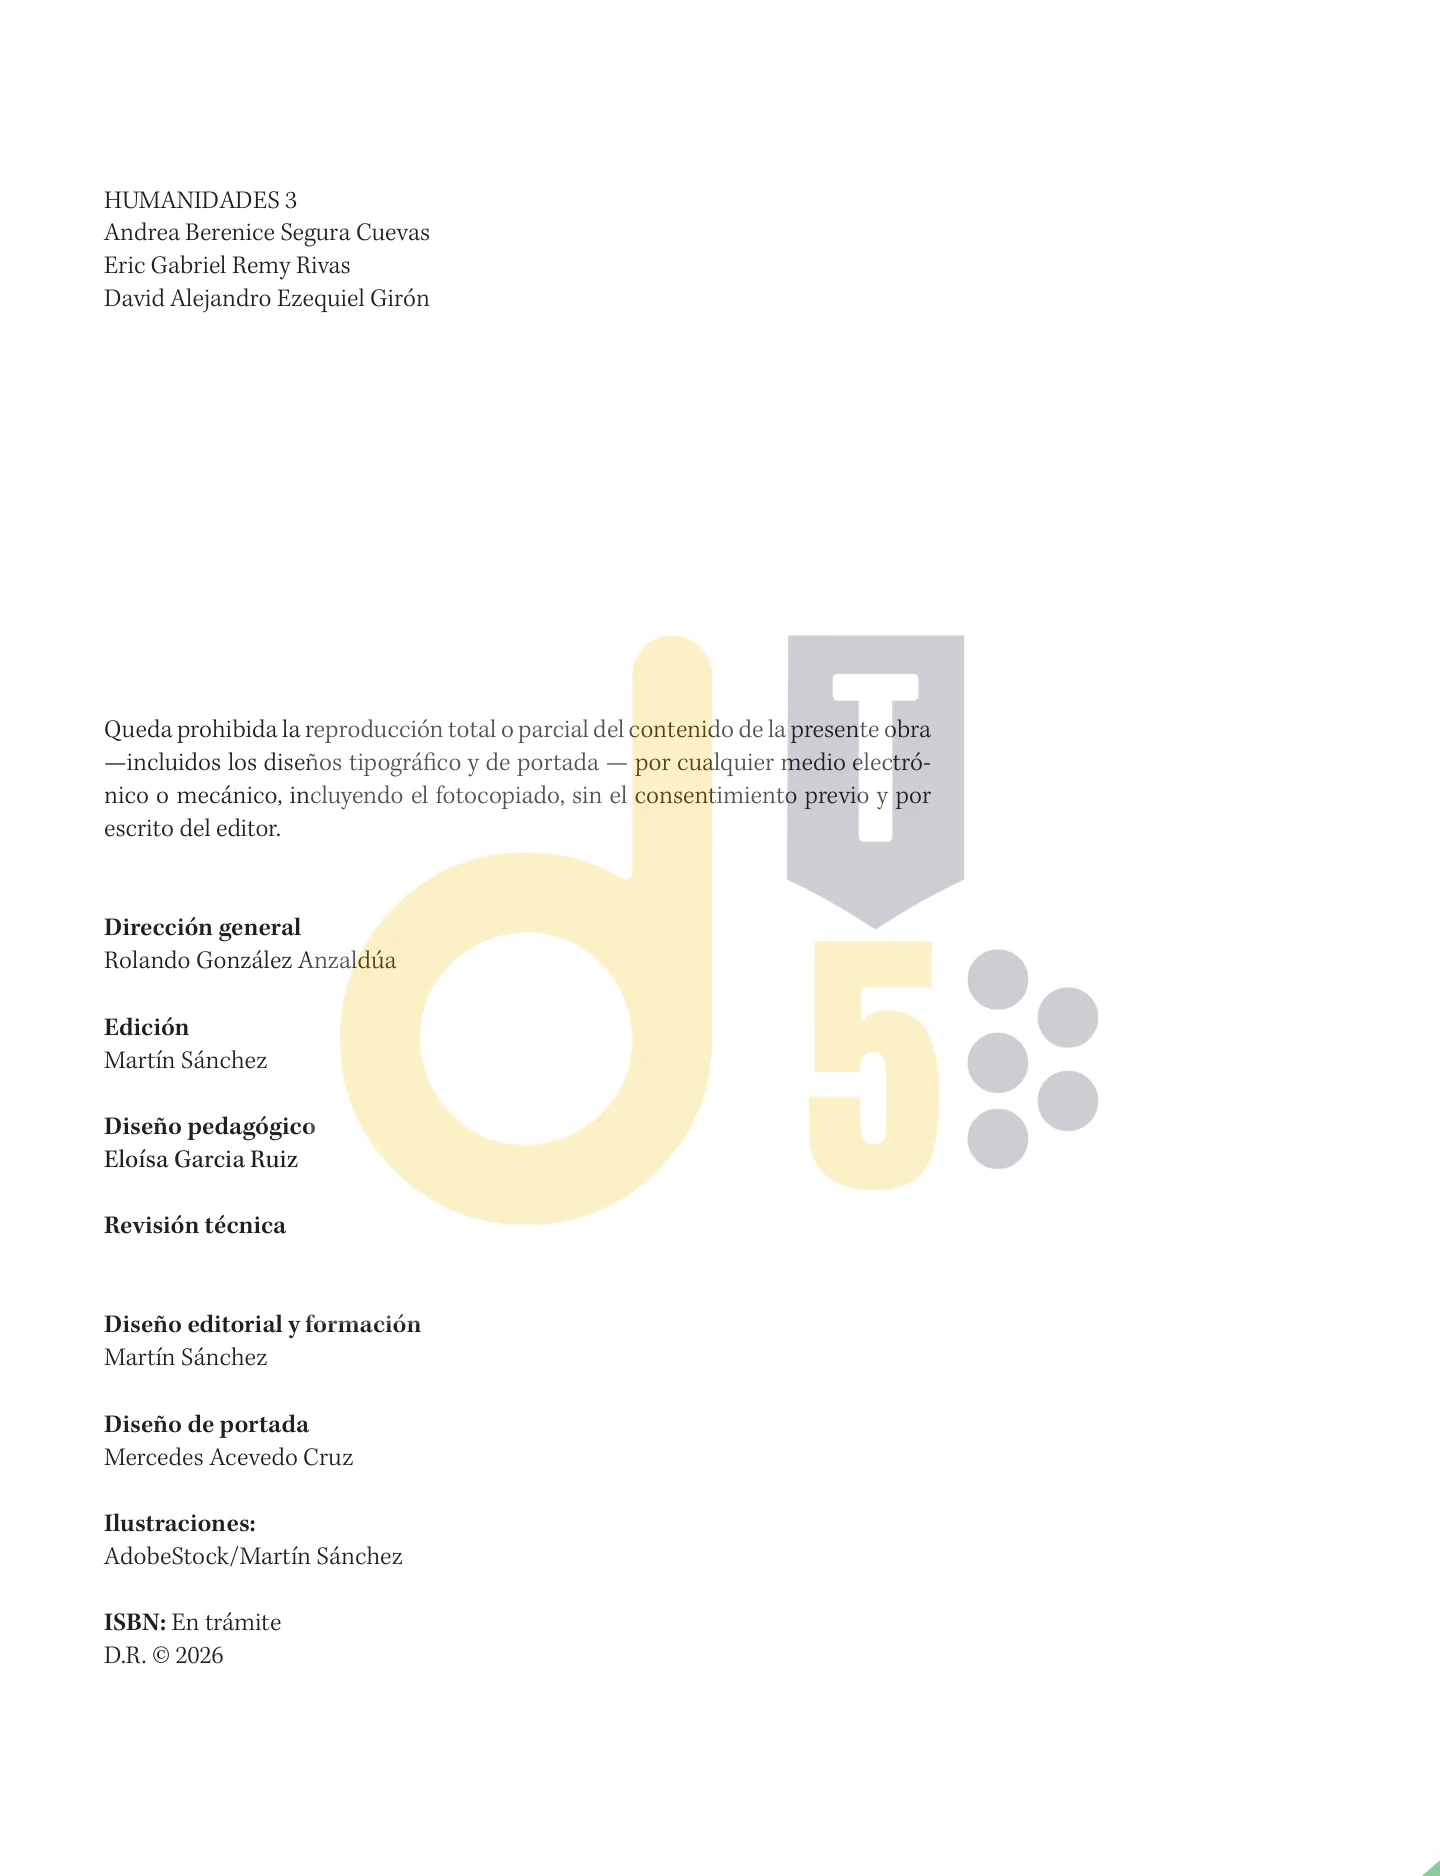 HUMANIDADES 3
Andrea Berenice Segura Cuevas
Eric Gabriel Remy Rivas
David Alejandro Ezequiel Girón
Queda prohibida la reproducción total o parcial del contenido de la presente obra
—incluidos los diseños tipográfico y de portada — por cualquier medio electró-
nico o mecánico, incluyendo el fotocopiado, sin el consentimiento previo y por
escrito del editor.
Dirección general
Rolando González Anzaldúa
Edición
Martín Sánchez
Diseño pedagógico
Eloísa Garcia Ruiz
Revisión técnica
Diseño editorial y formación
Martín Sánchez
Diseño de portada
Mercedes Acevedo Cruz
Ilustraciones:
AdobeStock/Martín Sánchez
ISBN: En trámite
D.R. © 2026
d T
5